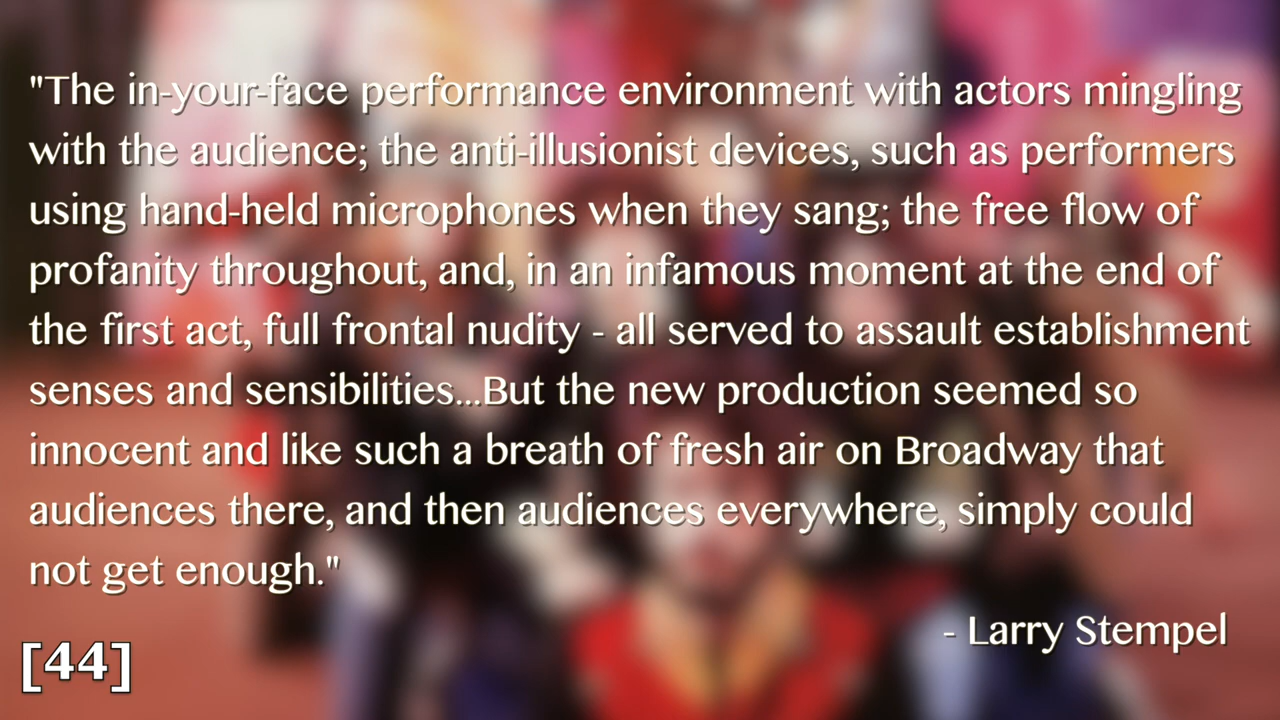 "The in-your-face performance environment with actors mingling
with the audience; the anti-illusionist devices, such as performers
using hand-held microphones when they sang; the free flow of
profanity throughout, and, in an infamous moment at the end of
the first act, full frontal nudity - all served to assault establishment
senses and sensibilities...But the new production seemed so
innocent and like such a breath of fresh air on Broadway that
audiences there, and then audiences everywhere, simply could
not get enough."
- Larry Stempel
[44]